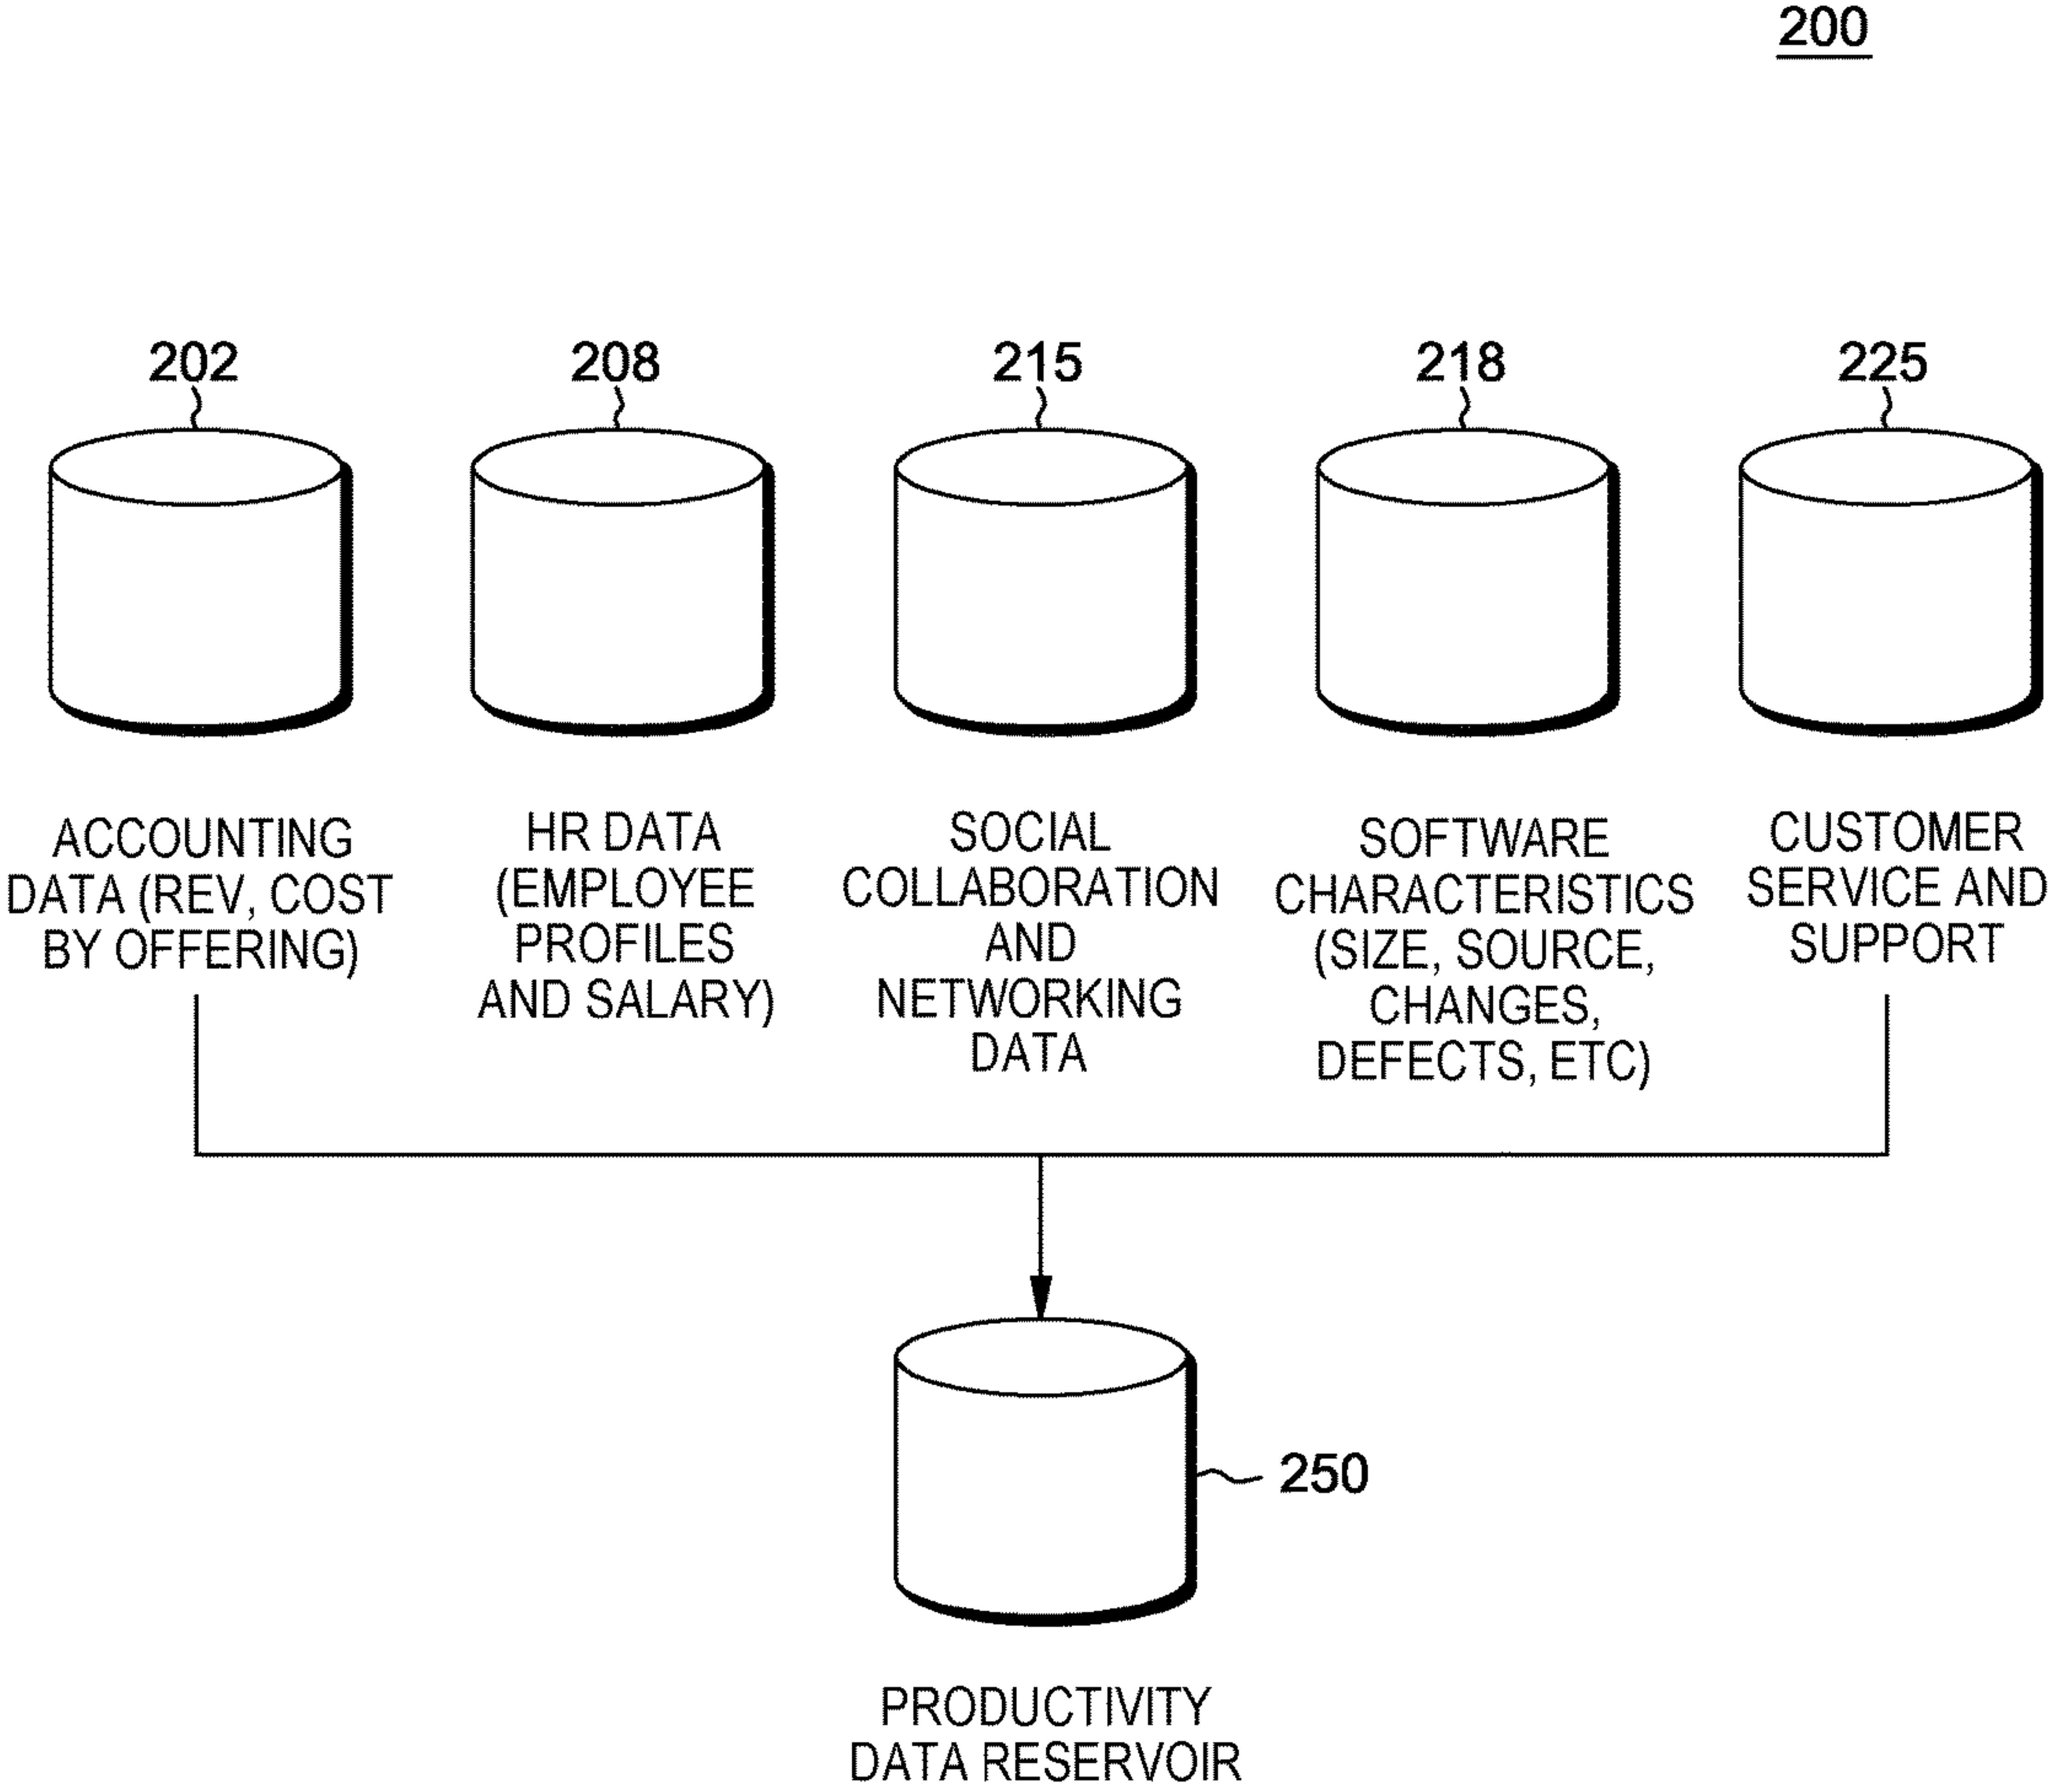 200
202
208
215
218
225
ACCOUNTING
DATA (REV, COST
BY OFFERING)
HR DATA
(EMPLOYEE
PROFILES
AND SALARY)
SOCIAL
COLLABORATION
AND
NETWORKING
DATA
SOFTWARE
CHARACTERISTICS
(SIZE, SOURCE,
CHANGES,
DEFECTS, ETC)
CUSTOMER
SERVICE AND
SUPPORT
250
PRODUCTIVITY
DATA RESERVOIR